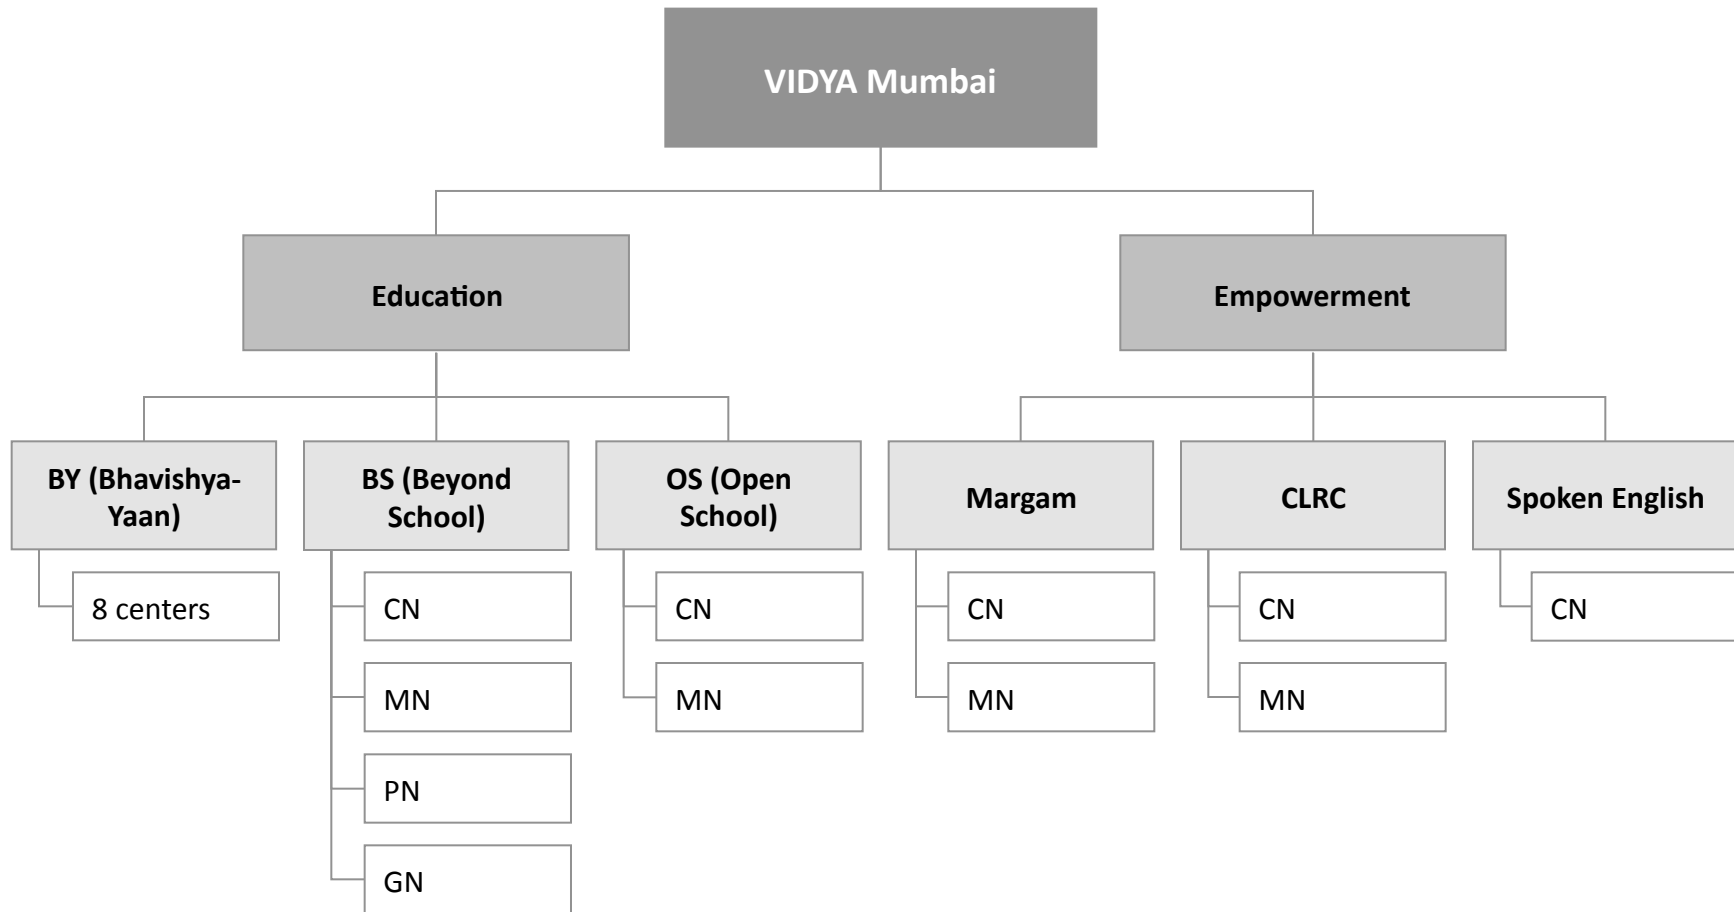 VIDYA Mumbai
Education
Empowerment
BY (Bhavishya-
Yaan)
BS (Beyond
School)
OS (Open
School)
Margam
CLRC
Spoken English
8 centers
CN
MN
PN
GN
CN
MN
CN
MN
CN
MN
CN